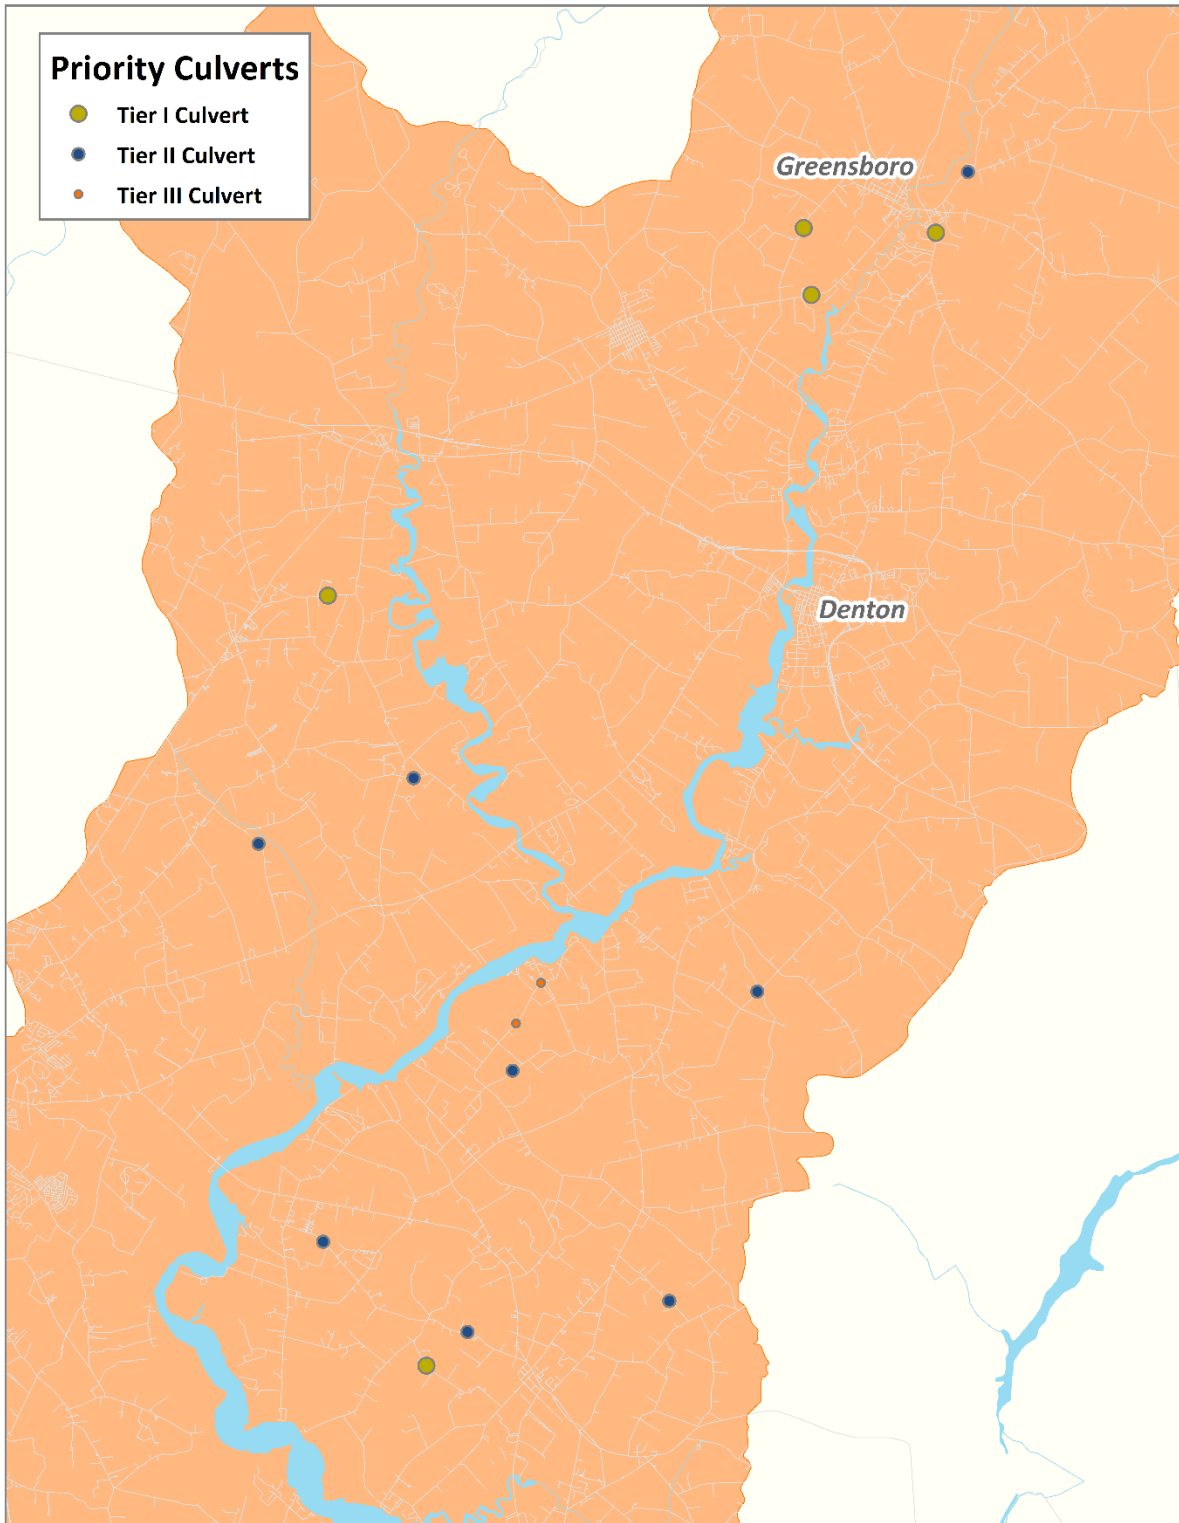 Priority Culverts
Tier I Culvert
Tier II Culvert
Tier III Culvert
Greensboro
Denton